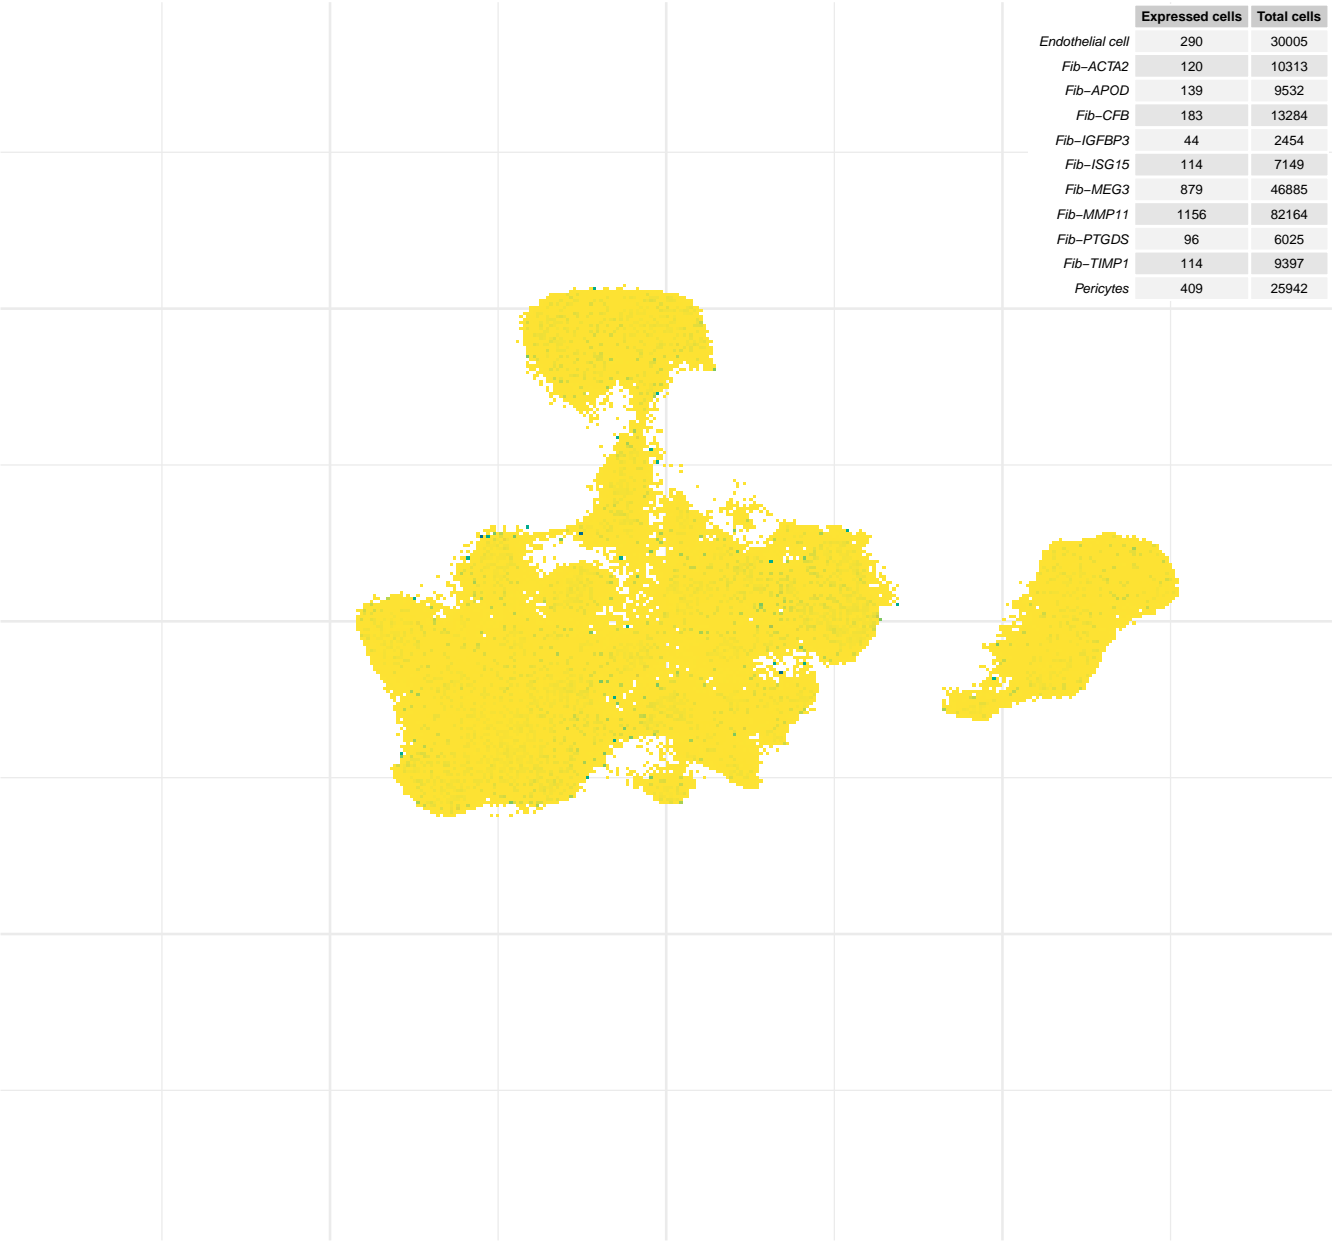 Expressed cells Total cells
Endothelial cell 290 30005
Fib−ACTA2 120 10313
Fib−APOD 139 9532
Fib−CFB 183 13284
Fib−IGFBP3 44 2454
Fib−ISG15 114 7149
Fib−MEG3 879 46885
Fib−MMP11 1156 82164
Fib−PTGDS 96 6025
Fib−TIMP1 114 9397
Pericytes 409 25942